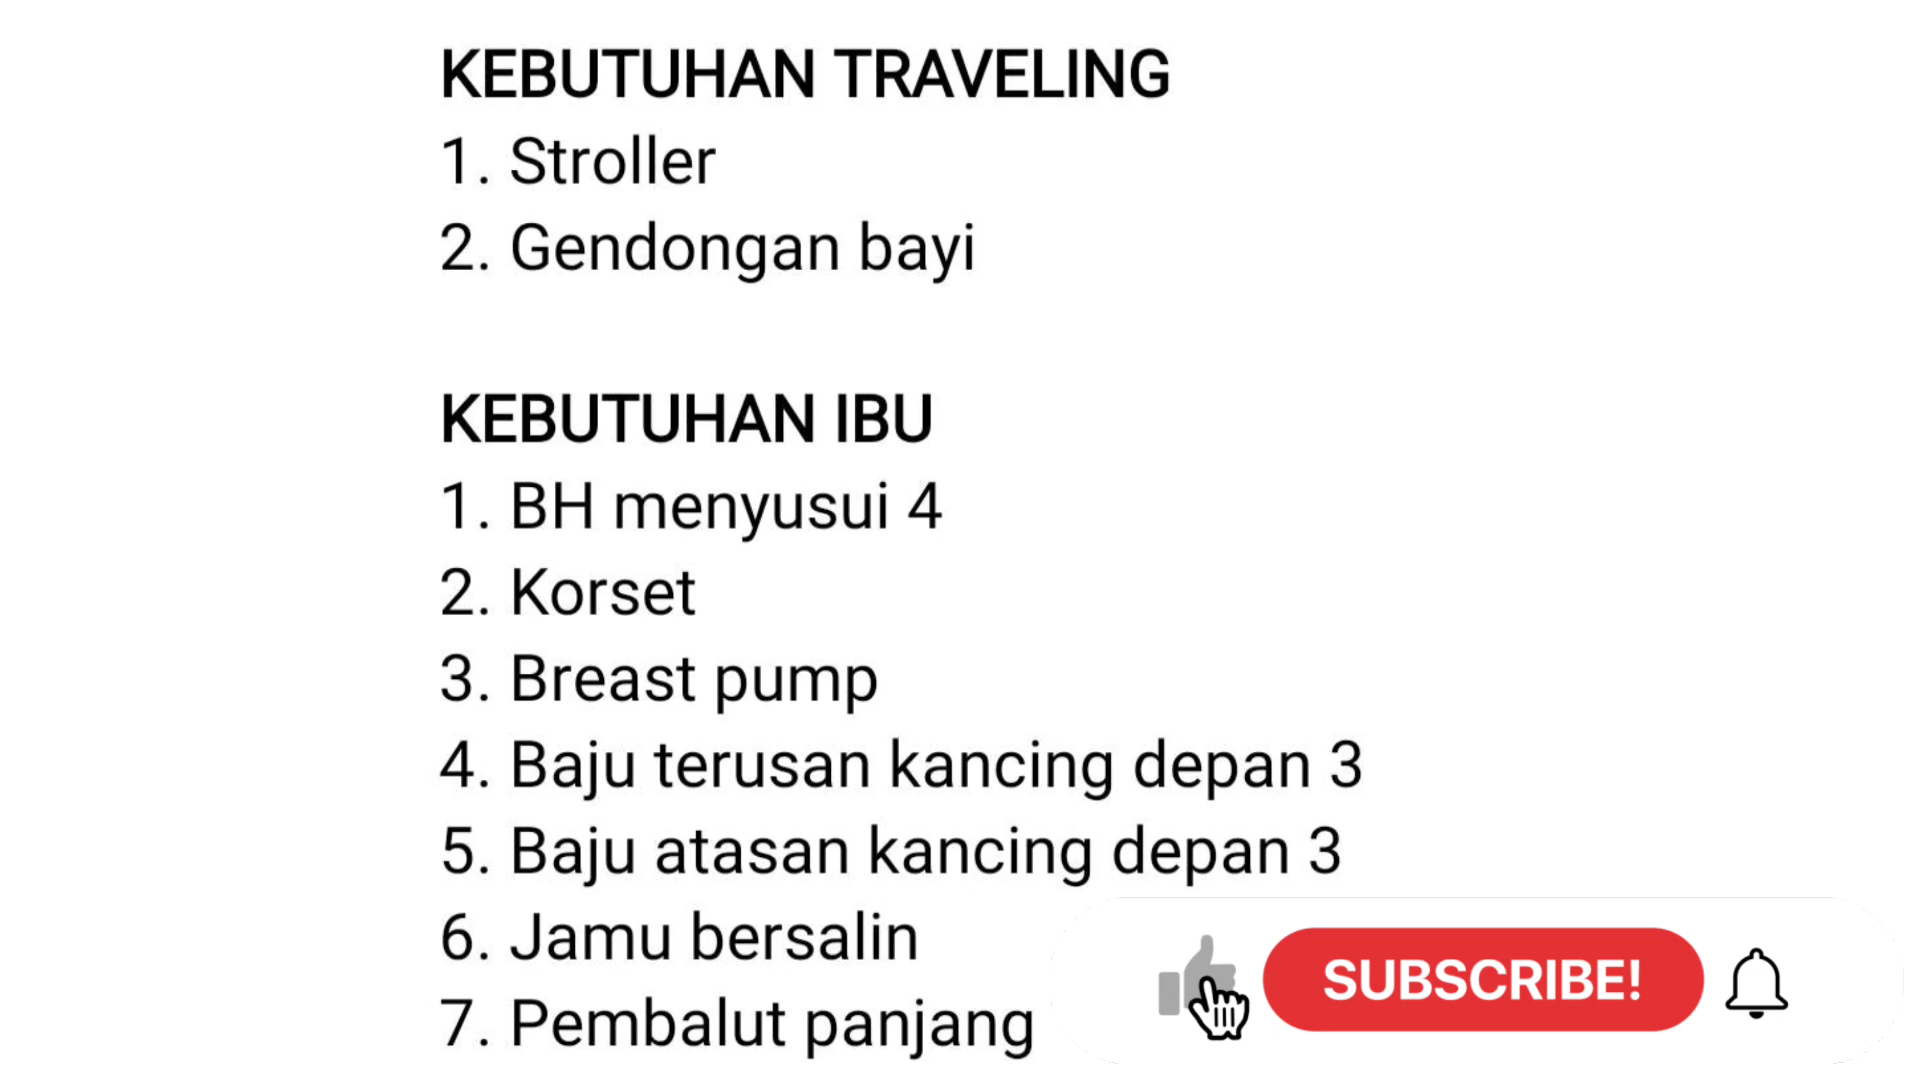 KEBUTUHAN TRAVELING
1. Stroller
2. Gendongan bayi
KEBUTUHAN IBU
1. BH menyusui 4
2. Korset
3. Breast pump
4. Baju terusan kancing depan 3
5. Baju atasan kancing depan 3
6. Jamu bersalin
7. Pembalut panjang
SUBSCRIBE!